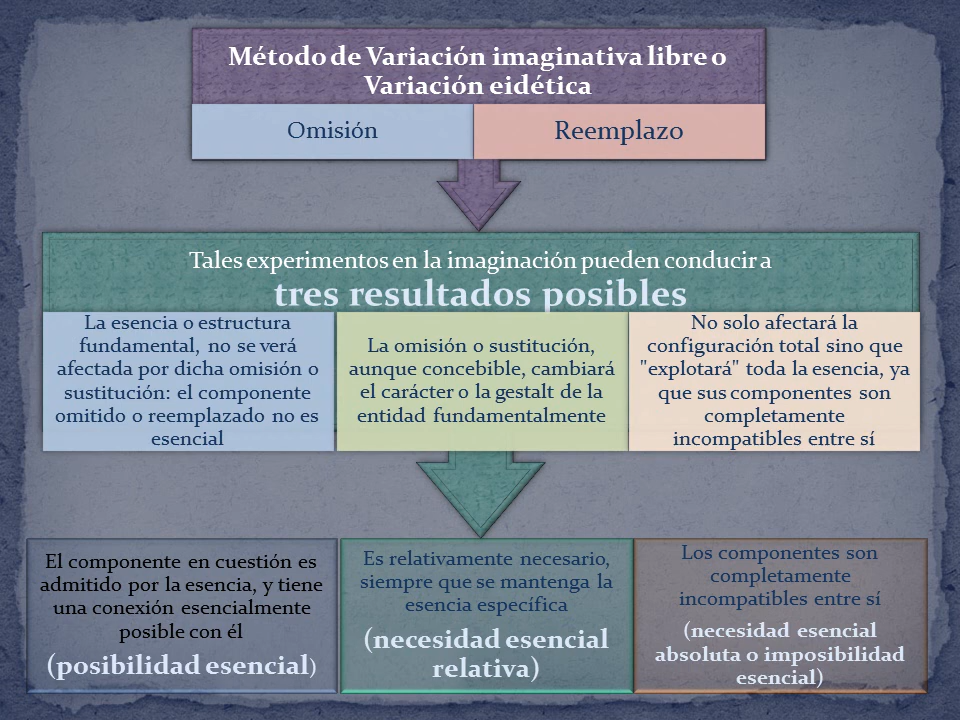 Método de Variación imaginativa libre o
Variación eidética
Omisión
Reemplazo
Tales experimentos en la imaginación pueden conducir a
tres resultados posibles
La esencia o estructura
fundamental, no se verá
afectada por dicha omisión o
sustitución: el componente
omitido o reemplazado no es
esencial
La omisión o sustitución,
aunque concebible, cambiará
el carácter o la gestalt de la
entidad fundamentalmente
No solo afectará la
configuración total sino que
"explotará" toda la esencia, ya
que sus componentes son
completamente
incompatibles entre sí
El componente en cuestión es
admitido por la esencia, y tiene
una conexión esencialmente
posible con él
(posibilidad esencial)
Es relativamente necesario,
siempre que se mantenga la
esencia específica
(necesidad esencial
relativa)
Los componentes son
completamente
incompatibles entre sí
(necesidad esencial
absoluta o imposibilidad
esencial)